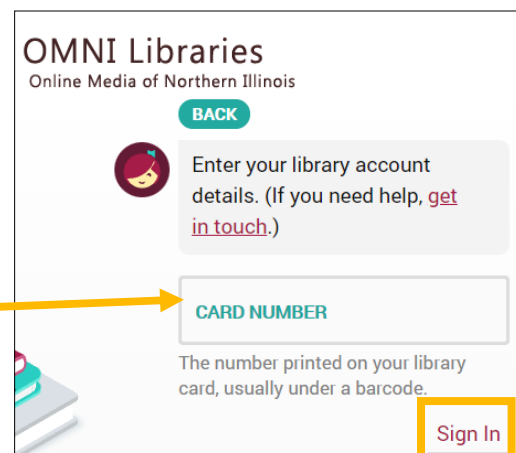 OMNI Libraries
Online Media of Northern Illinois
BACK
Enter your library account
details. (If you need help, get
in touch.)
CARD NUMBER
The number printed on your library
card, usually under a barcode.
Sign In